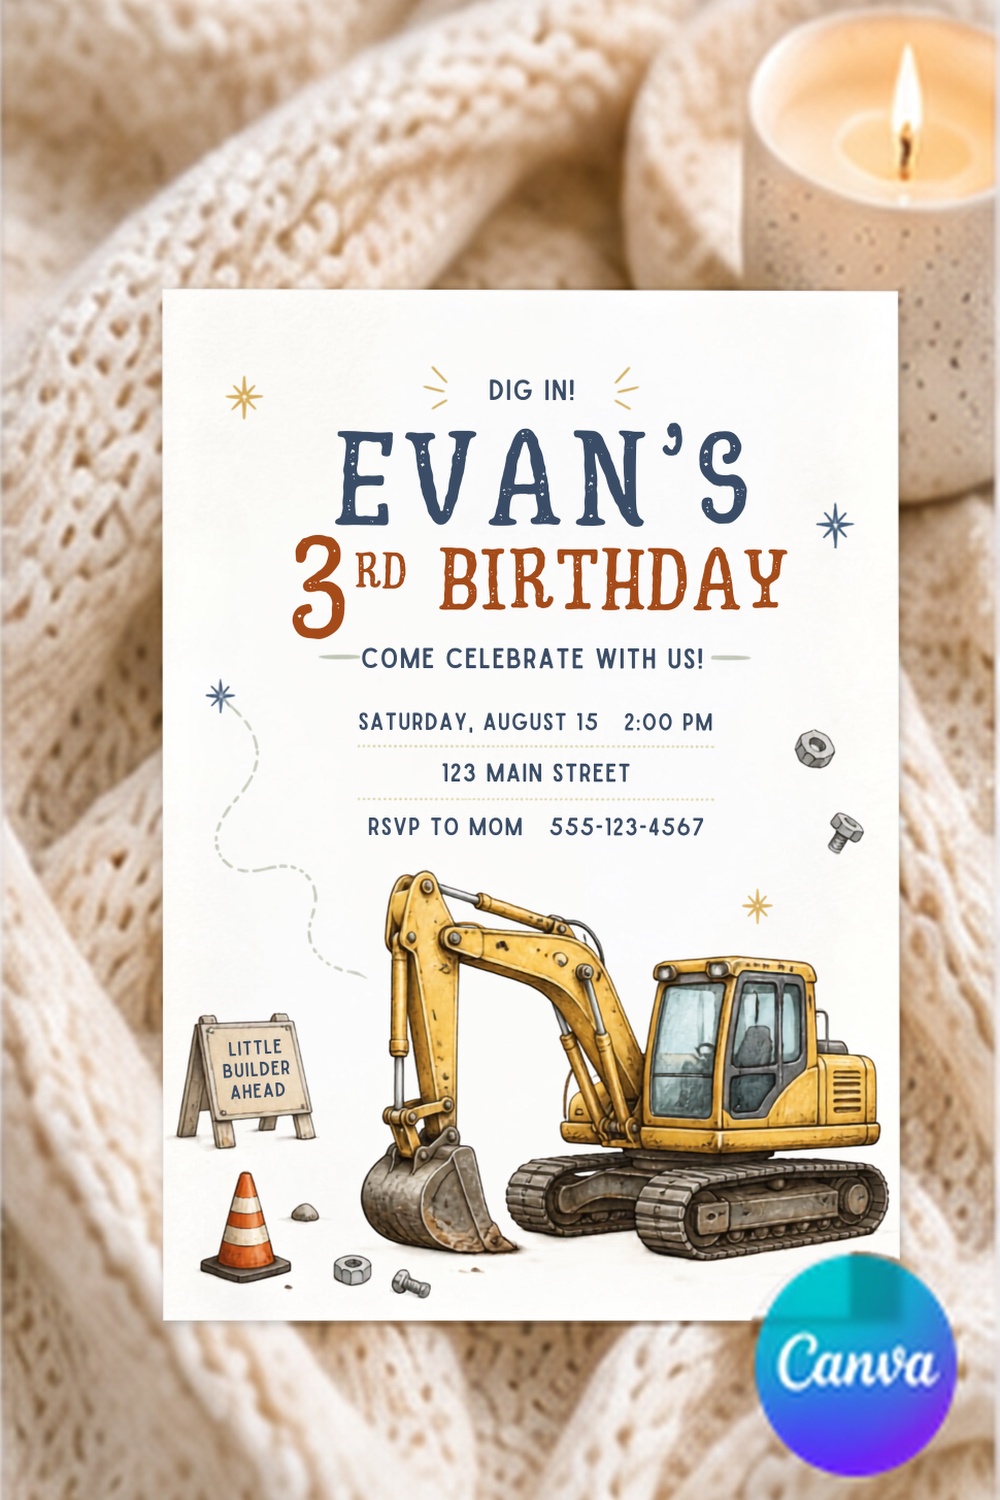 DIG IN!
EVAN'S
3RD BIRTHDAY
COME CELEBRATE WITH US!
SATURDAY, AUGUST 15 2:00 PM
123 MAIN STREET
RSVP TO MOM 555-123-4567
LITTLE
BUILDER
AHEAD
Canva